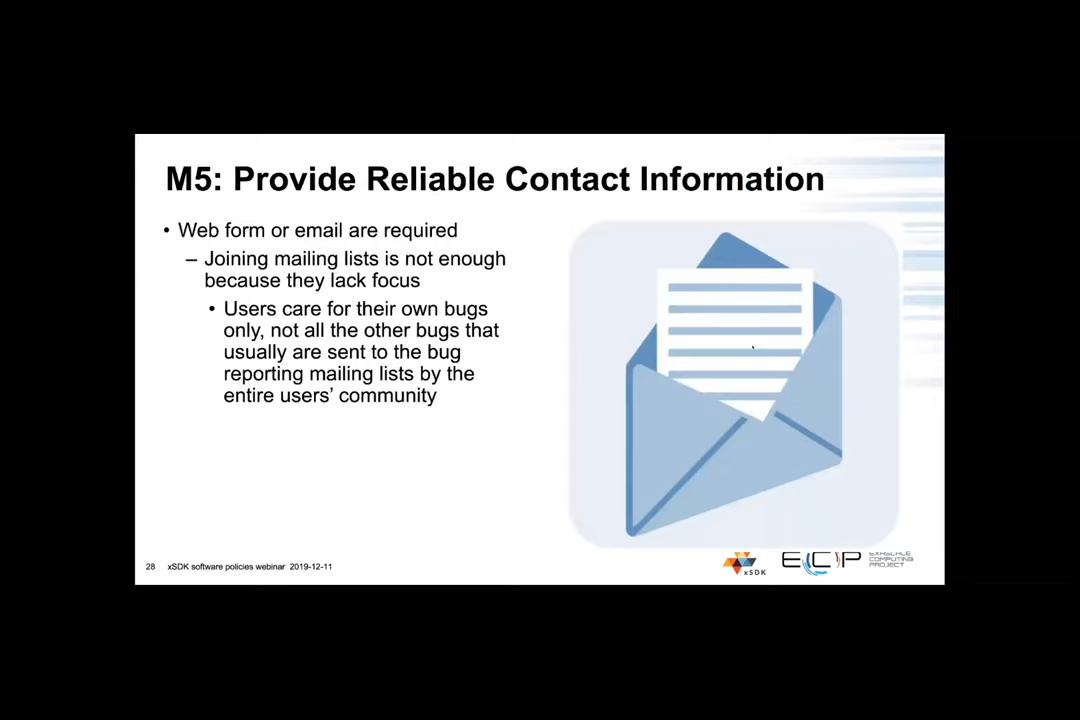 M5: Provide Reliable Contact Information
• Web form or email are required
– Joining mailing lists is not enough
because they lack focus
• Users care for their own bugs
only, not all the other bugs that
usually are sent to the bug
reporting mailing lists by the
entire users’ community
28 xSDK software policies webinar 2019-12-11
xSDK
ECP
EXASCALE
COMPUTING
PROJECT